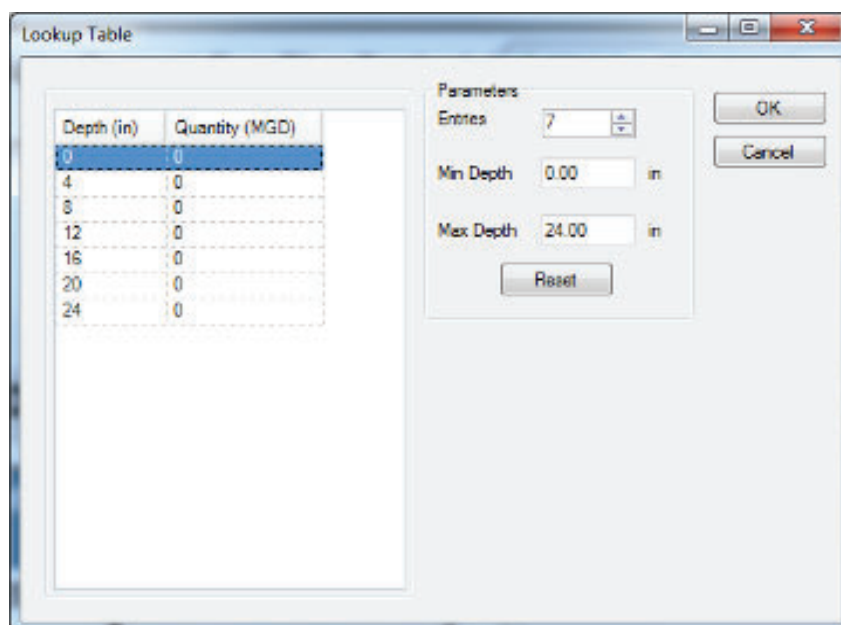 Lookup Table
Depth (in) Quantity (MGD)
0 0
4 0
8 0
12 0
16 0
20 0
24 0
Parameters
Entries 7
Min Depth 0.00 in
Max Depth 24.00 in
Reset
OK
Cancel